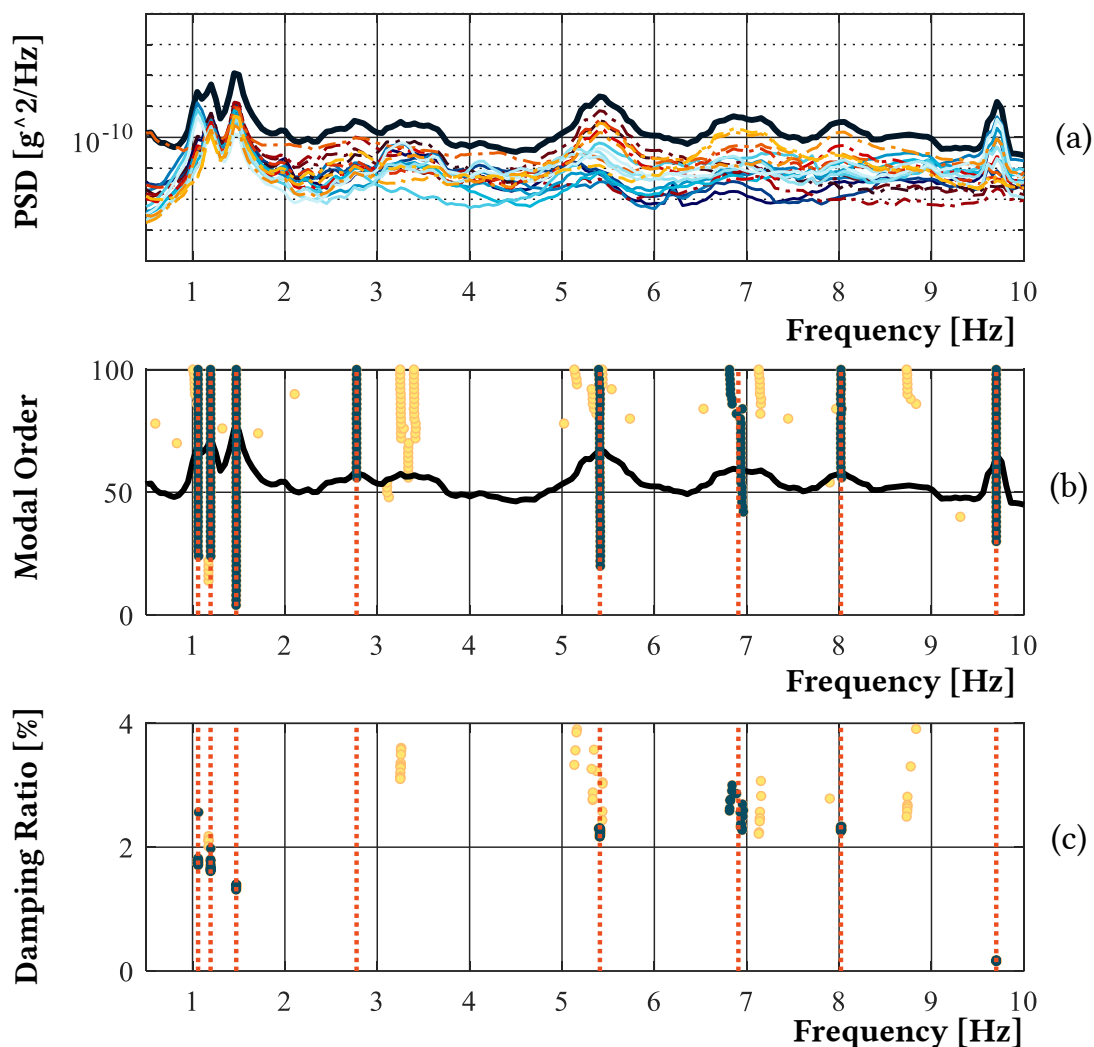 PSD [g^2/Hz]
10^-10
(a)
1 2 3 4 5 6 7 8 9 10
Frequency [Hz]
Modal Order
100
50
0
(b)
1 2 3 4 5 6 7 8 9 10
Frequency [Hz]
Damping Ratio [%]
4
2
0
(c)
1 2 3 4 5 6 7 8 9 10
Frequency [Hz]